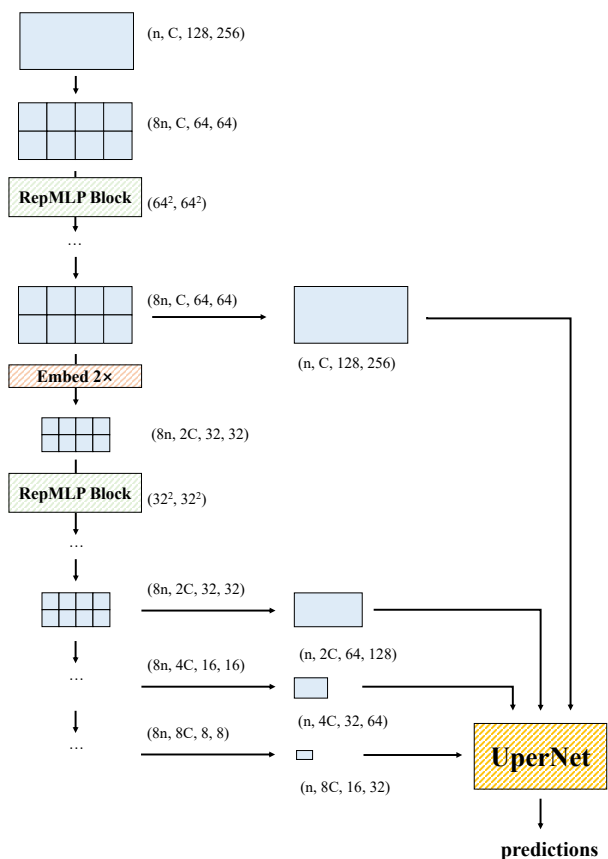 (n, C, 128, 256)
(8n, C, 64, 64)
RepMLP Block
(64², 64²)
...
(8n, C, 64, 64)
(n, C, 128, 256)
Embed 2×
(8n, 2C, 32, 32)
RepMLP Block
(32², 32²)
...
(8n, 2C, 32, 32)
(n, 2C, 64, 128)
...
(8n, 4C, 16, 16)
(n, 4C, 32, 64)
...
(8n, 8C, 8, 8)
(n, 8C, 16, 32)
UperNet
predictions